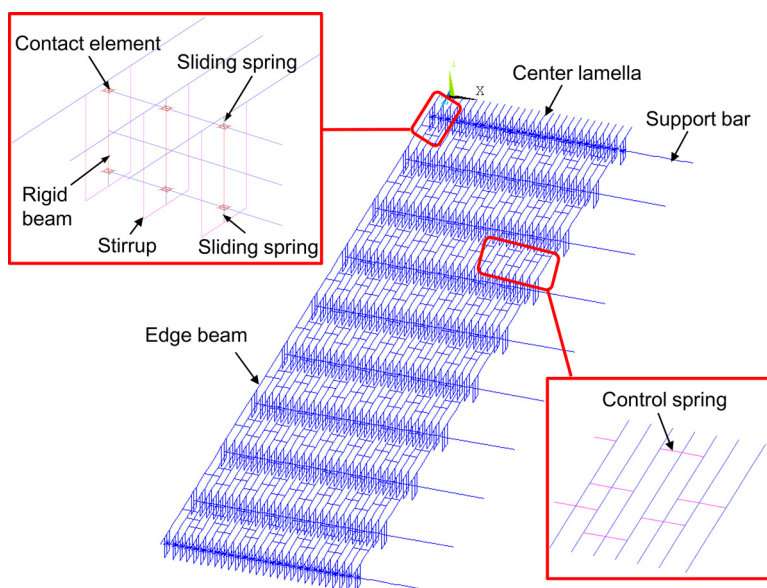 Contact element
Sliding spring
Rigid
beam
Stirrup
Sliding spring
X
Center lamella
Support bar
Edge beam
Control spring